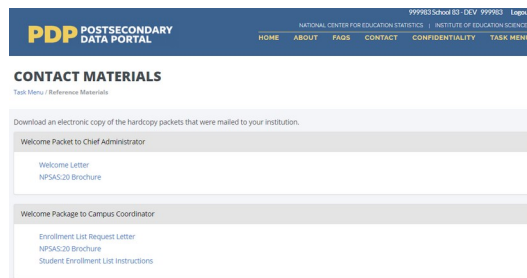 999983 School 83 - DEV 999983 Logou
PDP POSTSECONDARY DATA PORTAL
NATIONAL CENTER FOR EDUCATION STATISTICS | INSTITUTE OF EDUCATION SCIENCE
HOME ABOUT FAQS CONTACT CONFIDENTIALITY TASK MEN
CONTACT MATERIALS
Task Menu / Reference Materials
Download an electronic copy of the hardcopy packets that were mailed to your institution.
Welcome Packet to Chief Administrator
Welcome Letter
NPSAS:20 Brochure
Welcome Package to Campus Coordinator
Enrollment List Request Letter
NPSAS:20 Brochure
Student Enrollment List Instructions